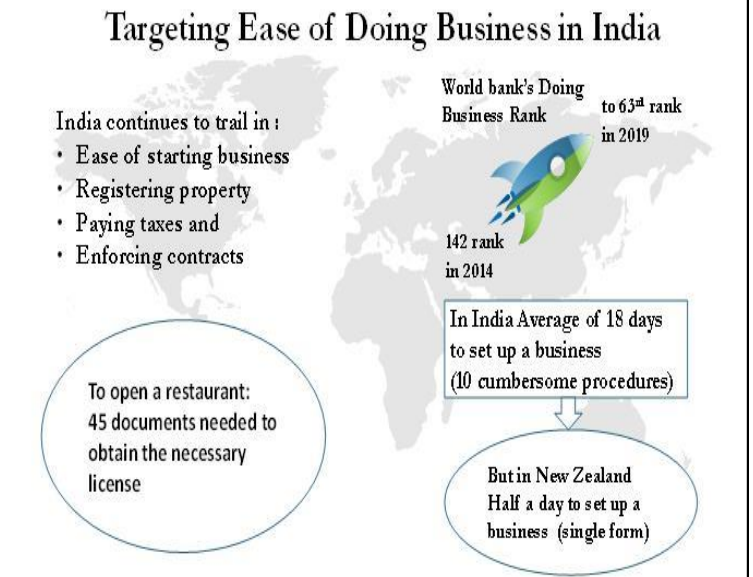 Targeting Ease of Doing Business in India
India continues to trail in :
• Ease of starting business
• Registering property
• Paying taxes and
• Enforcing contracts
World bank's Doing
Business Rank
to 63rd rank
in 2019
142 rank
in 2014
In India Average of 18 days
to set up a business
(10 cumbersome procedures)
To open a restaurant:
45 documents needed to
obtain the necessary
license
But in New Zealand
Half a day to set up a
business (single form)